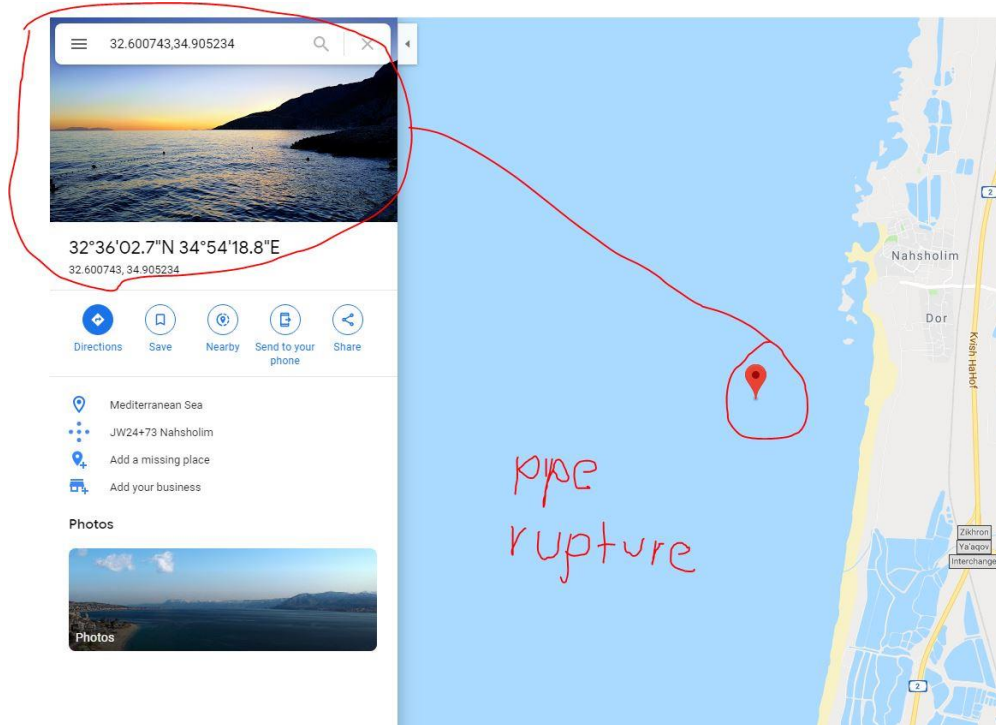 32.600743,34.905234
32°36'02.7"N 34°54'18.8"E
32.600743, 34.905234
Directions
Save
Nearby
Send to your
phone
Share
Mediterranean Sea
JW24+73 Nahsholim
Add a missing place
Add your business
Photos
Photos
pipe
rupture
2
Nahsholim
Dor
Kvish HaHof
Zikhron
Ya'aqov
Interchange
2